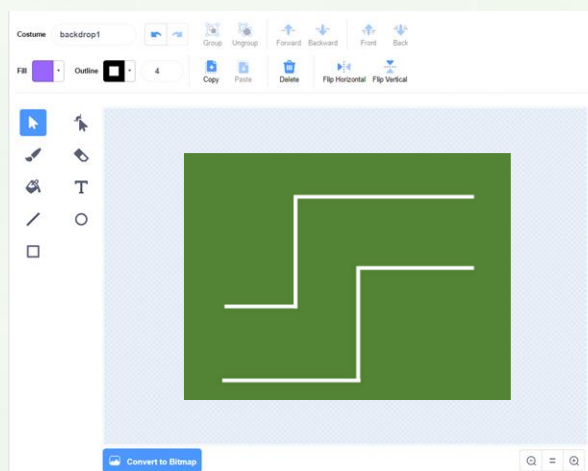 Costume backdrop1 Group Ungroup Forward Backward Front Back
Fill Outline 4 Copy Paste Delete Flip Horizontal Flip Vertical
T
Convert to Bitmap